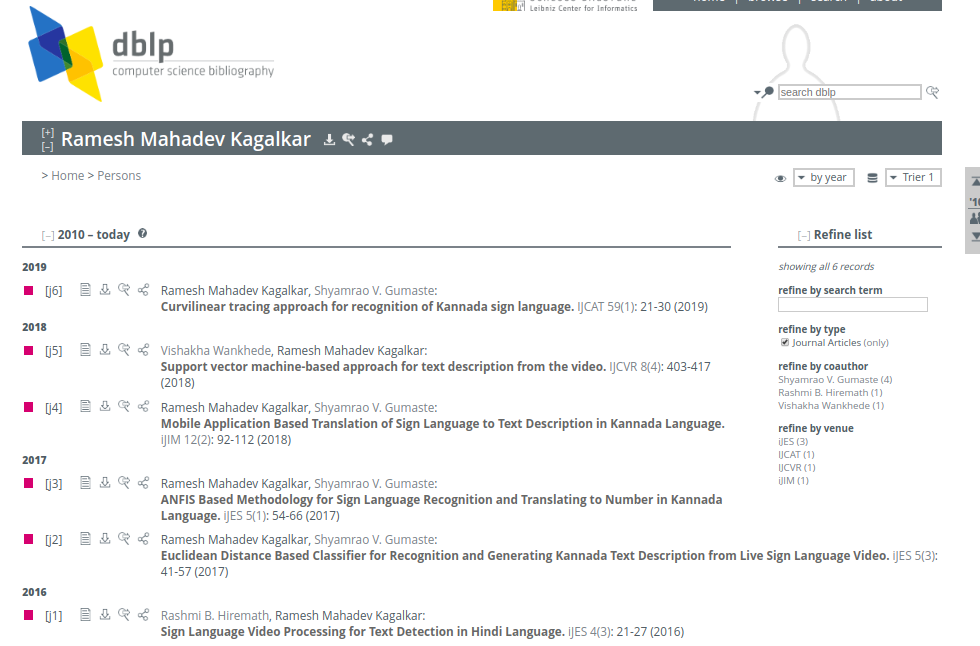 Leibniz Center for Informatics
dblp
computer science bibliography
search dblp
[+]
[–]
Ramesh Mahadev Kagalkar
> Home > Persons
by year
Trier 1
[–] 2010 – today ?
[–] Refine list
2019
showing all 6 records
[j6]
Ramesh Mahadev Kagalkar, Shyamrao V. Gumaste:
Curvilinear tracing approach for recognition of Kannada sign language. IJCAT 59(1): 21-30 (2019)
refine by search term
2018
refine by type
Journal Articles (only)
[j5]
Vishakha Wankhede, Ramesh Mahadev Kagalkar:
Support vector machine-based approach for text description from the video. IJCVR 8(4): 403-417
(2018)
refine by coauthor
Shyamrao V. Gumaste (4)
Rashmi B. Hiremath (1)
Vishakha Wankhede (1)
[j4]
Ramesh Mahadev Kagalkar, Shyamrao V. Gumaste:
Mobile Application Based Translation of Sign Language to Text Description in Kannada Language.
iJIM 12(2): 92-112 (2018)
refine by venue
iJES (3)
IJCAT (1)
IJCVR (1)
iJIM (1)
2017
[j3]
Ramesh Mahadev Kagalkar, Shyamrao V. Gumaste:
ANFIS Based Methodology for Sign Language Recognition and Translating to Number in Kannada
Language. iJES 5(1): 54-66 (2017)
[j2]
Ramesh Mahadev Kagalkar, Shyamrao V. Gumaste:
Euclidean Distance Based Classifier for Recognition and Generating Kannada Text Description from Live Sign Language Video. iJES 5(3):
41-57 (2017)
2016
[j1]
Rashmi B. Hiremath, Ramesh Mahadev Kagalkar:
Sign Language Video Processing for Text Detection in Hindi Language. iJES 4(3): 21-27 (2016)